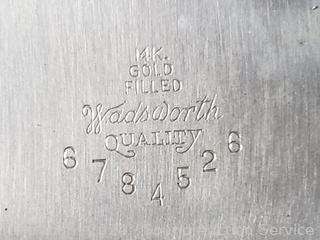 14K.
GOLD
FILLED
Wadsworth
QUALITY
6784526